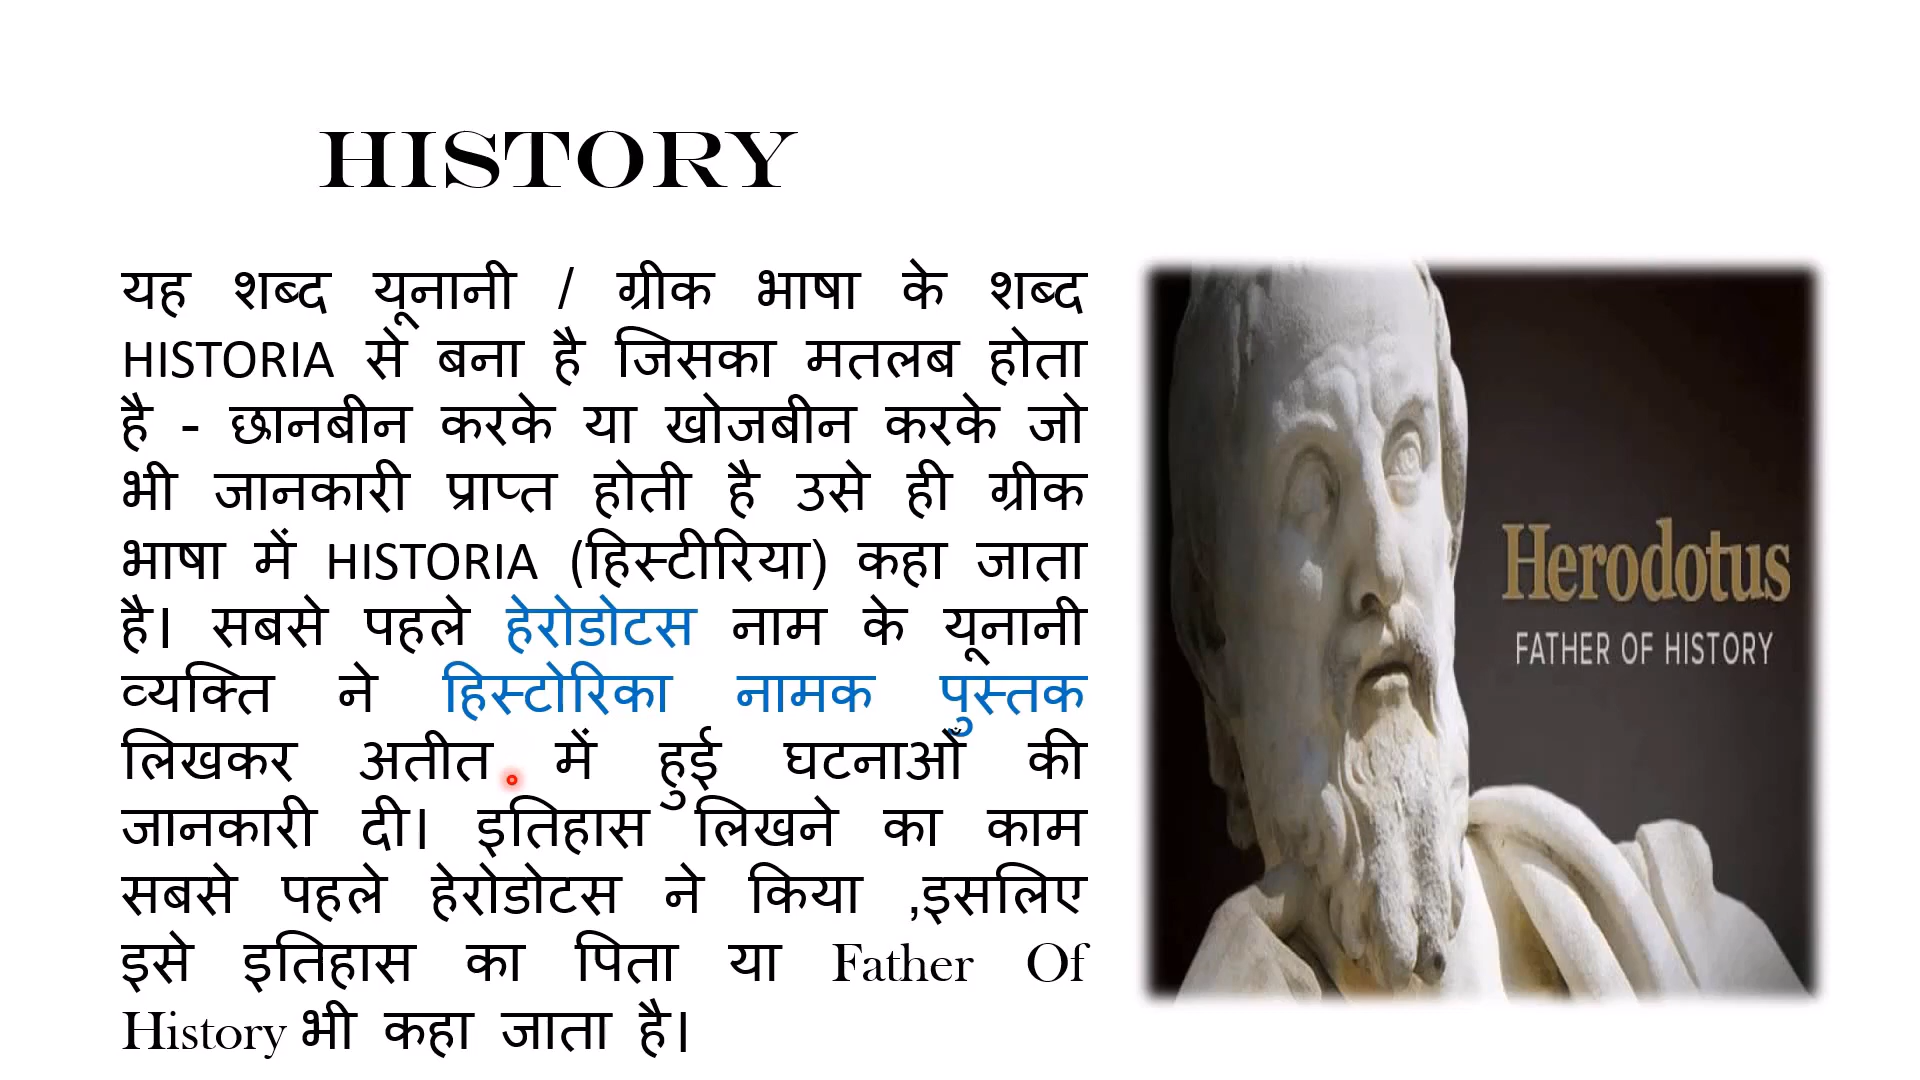 HISTORY
यह शब्द यूनानी / ग्रीक भाषा के शब्द
HISTORIA से बना है जिसका मतलब होता
है - छानबीन करके या खोजबीन करके जो
भी जानकारी प्राप्त होती है उसे ही ग्रीक
भाषा में HISTORIA (हिस्टीरिया) कहा जाता
है। सबसे पहले हेरोडोटस नाम के यूनानी
व्यक्ति ने हिस्टोरिका नामक पुस्तक
लिखकर अतीत में हुई घटनाओं की
जानकारी दी। इतिहास लिखने का काम
सबसे पहले हेरोडोटस ने किया ,इसलिए
इसे इतिहास का पिता या Father Of
History भी कहा जाता है।
Herodotus
FATHER OF HISTORY